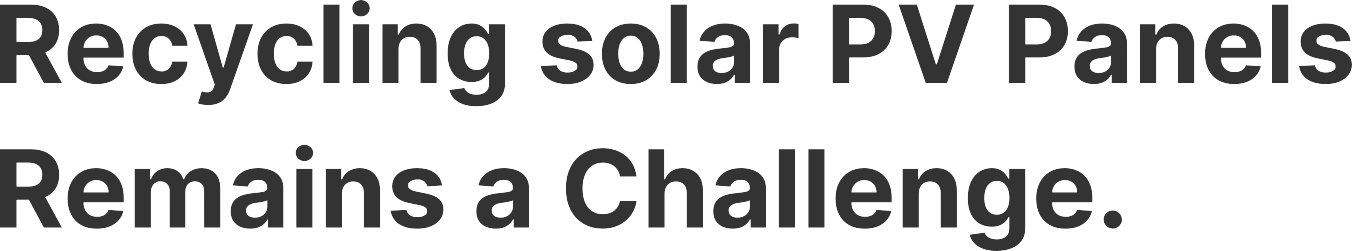 Recycling solar PV Panels
Remains a Challenge.